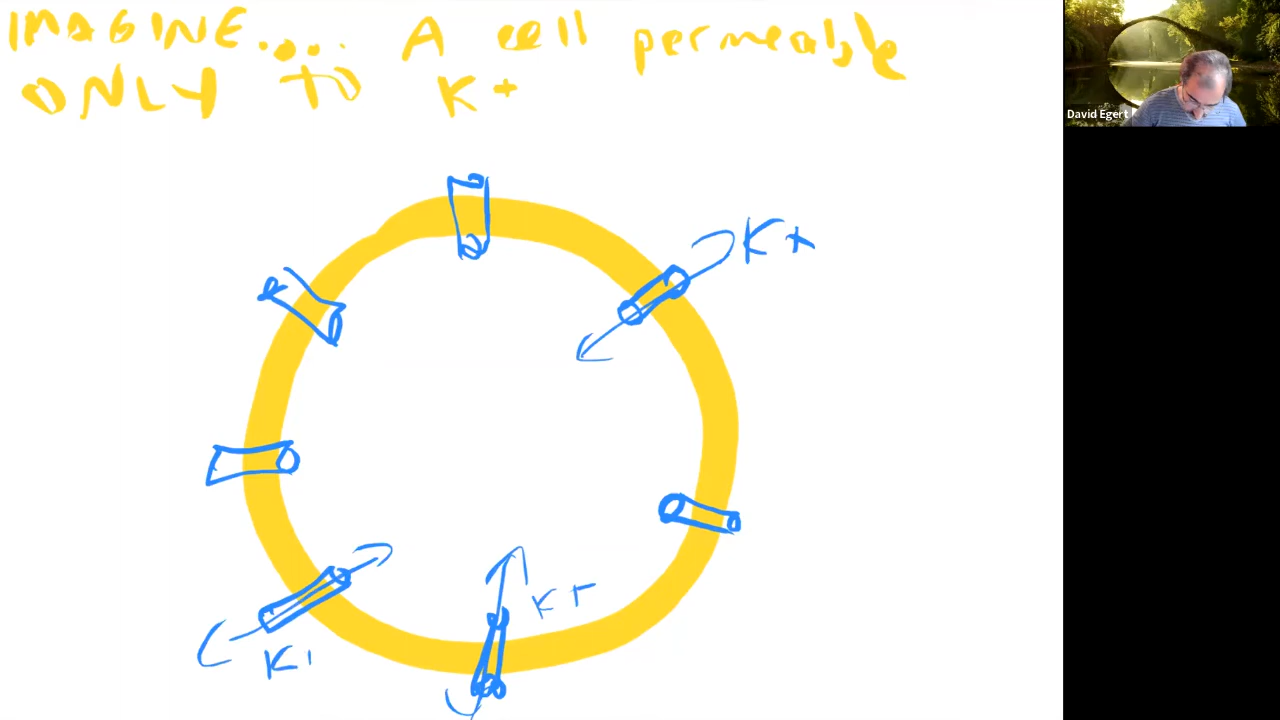 IMAGINE.... A cell permeable
ONLY TO K+
David Egert
K+
K+
K+